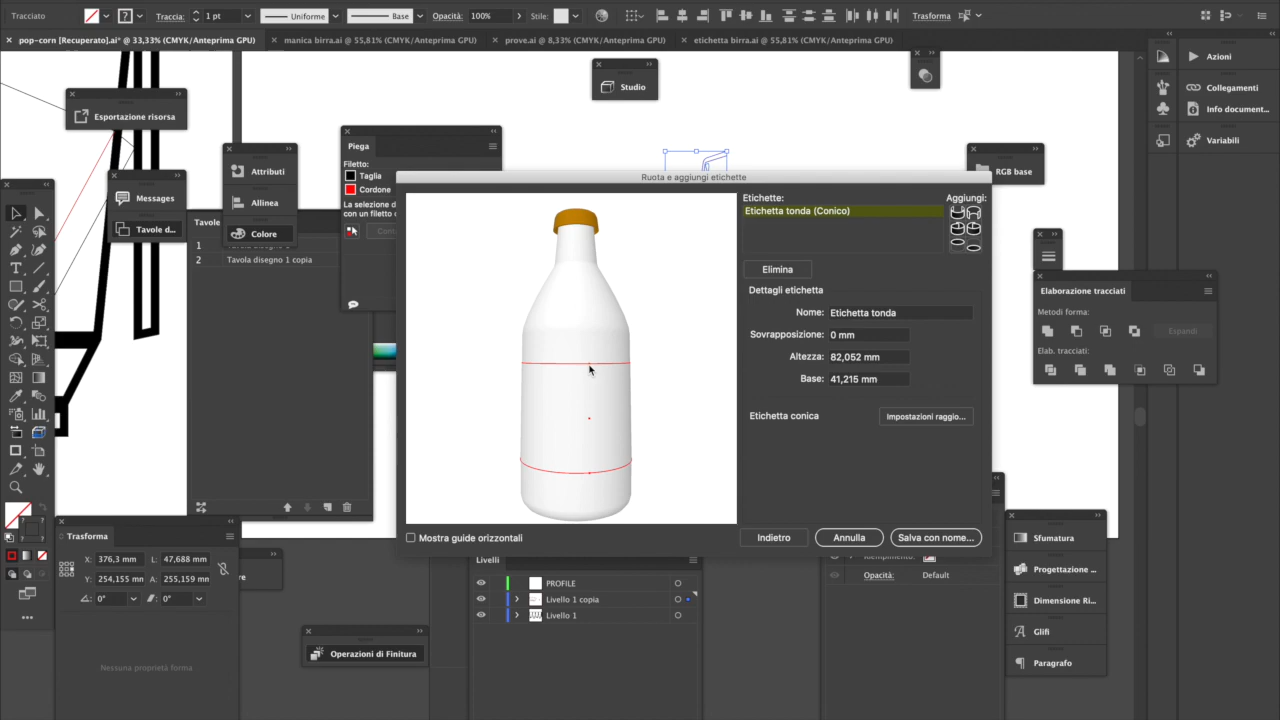 Tracciato
Traccia:
1 pt
Uniforme
Base
Opacità:
100%
Stile:
Trasforma
pop-corn [Recuperato].ai* @ 33,33% (CMYK/Anteprima GPU)
manica birra.ai @ 55,81% (CMYK/Anteprima GPU)
prove.ai @ 8,33% (CMYK/Anteprima GPU)
etichetta birra.ai @ 55,81% (CMYK/Anteprima GPU)
Azioni
Collegamenti
Info document...
Variabili
Studio
Esportazione risorsa
Piega
Filetto:
Taglia
Cordone
La selezione d
con un filetto c
Attributi
Allinea
Colore
Messages
Tavole d...
Tavole
1
2 Tavola disegno 1 copia
RGB base
Ruota e aggiungi etichette
Etichette:
Aggiungi:
Etichetta tonda (Conico)
Elimina
Dettagli etichetta
Nome: Etichetta tonda
Sovrapposizione: 0 mm
Altezza: 82,052 mm
Base: 41,215 mm
Etichetta conica
Impostazioni raggio...
Mostra guide orizzontali
Indietro
Annulla
Salva con nome...
Elaborazione tracciati
Metodi forma:
Espandi
Elab. tracciati:
Trasforma
X: 376,3 mm
L: 47,688 mm
Y: 254,155 mm
A: 255,159 mm
0°
0°
Nessuna proprietà forma
Operazioni di Finitura
Livelli
PROFILE
Livello 1 copia
Livello 1
Opacità:
Default
Sfumatura
Progettazione ...
Dimensione Ri...
Glifi
Paragrafo